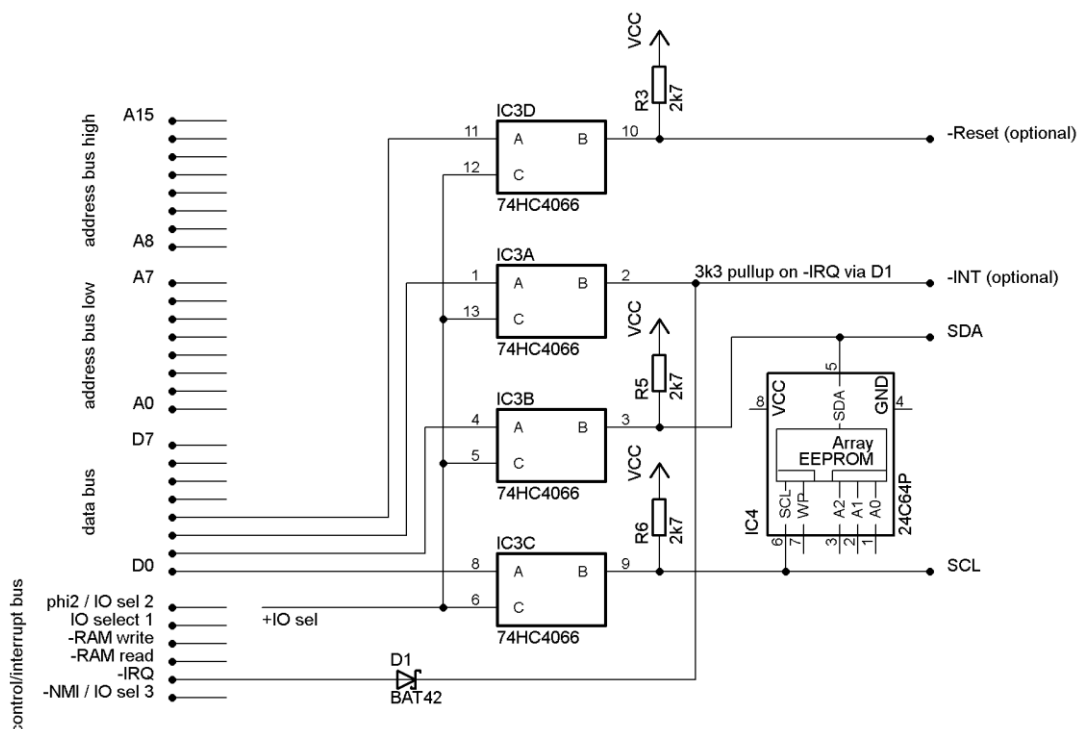 address bus high
A15
A8
address bus low
A7
A0
data bus
D7
D0
control/interrupt bus
phi2 / IO sel 2
IO select 1
-RAM write
-RAM read
-IRQ
-NMI / IO sel 3
+IO sel
D1
BAT42
IC3D
11
A
B
10
12
C
74HC4066
VCC
R3
2k7
-Reset (optional)
IC3A
1
A
B
2
13
C
74HC4066
3k3 pullup on -IRQ via D1
-INT (optional)
IC3B
4
A
B
3
5
C
74HC4066
VCC
R5
2k7
SDA
IC3C
8
A
B
9
6
C
74HC4066
VCC
R6
2k7
SCL
5
8
VCC
SDA
GND
4
Array
EEPROM
SCL
WP
A2
A1
A0
IC4
24C64P
6
7
3
2
1